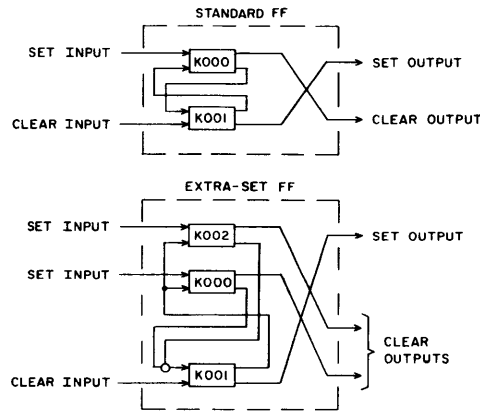 STANDARD FF
SET INPUT
K000
SET OUTPUT
K001
CLEAR INPUT
CLEAR OUTPUT
EXTRA-SET FF
SET INPUT
K002
SET OUTPUT
SET INPUT
K000
CLEAR
OUTPUTS
K001
CLEAR INPUT